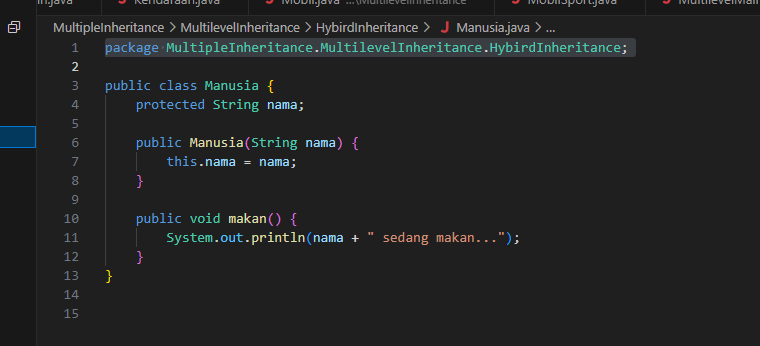 in.java Kendaraan.java Mobil.java ...\MultilevelInheritance MobilSport.java MultilevelMain
MultipleInheritance > MultilevelInheritance > HybirdInheritance > Manusia.java > ...
1 package MultipleInheritance.MultilevelInheritance.HybirdInheritance;
2
3 public class Manusia {
4 protected String nama;
5
6 public Manusia(String nama) {
7 this.nama = nama;
8 }
9
10 public void makan() {
11 System.out.println(nama + " sedang makan...");
12 }
13 }
14
15